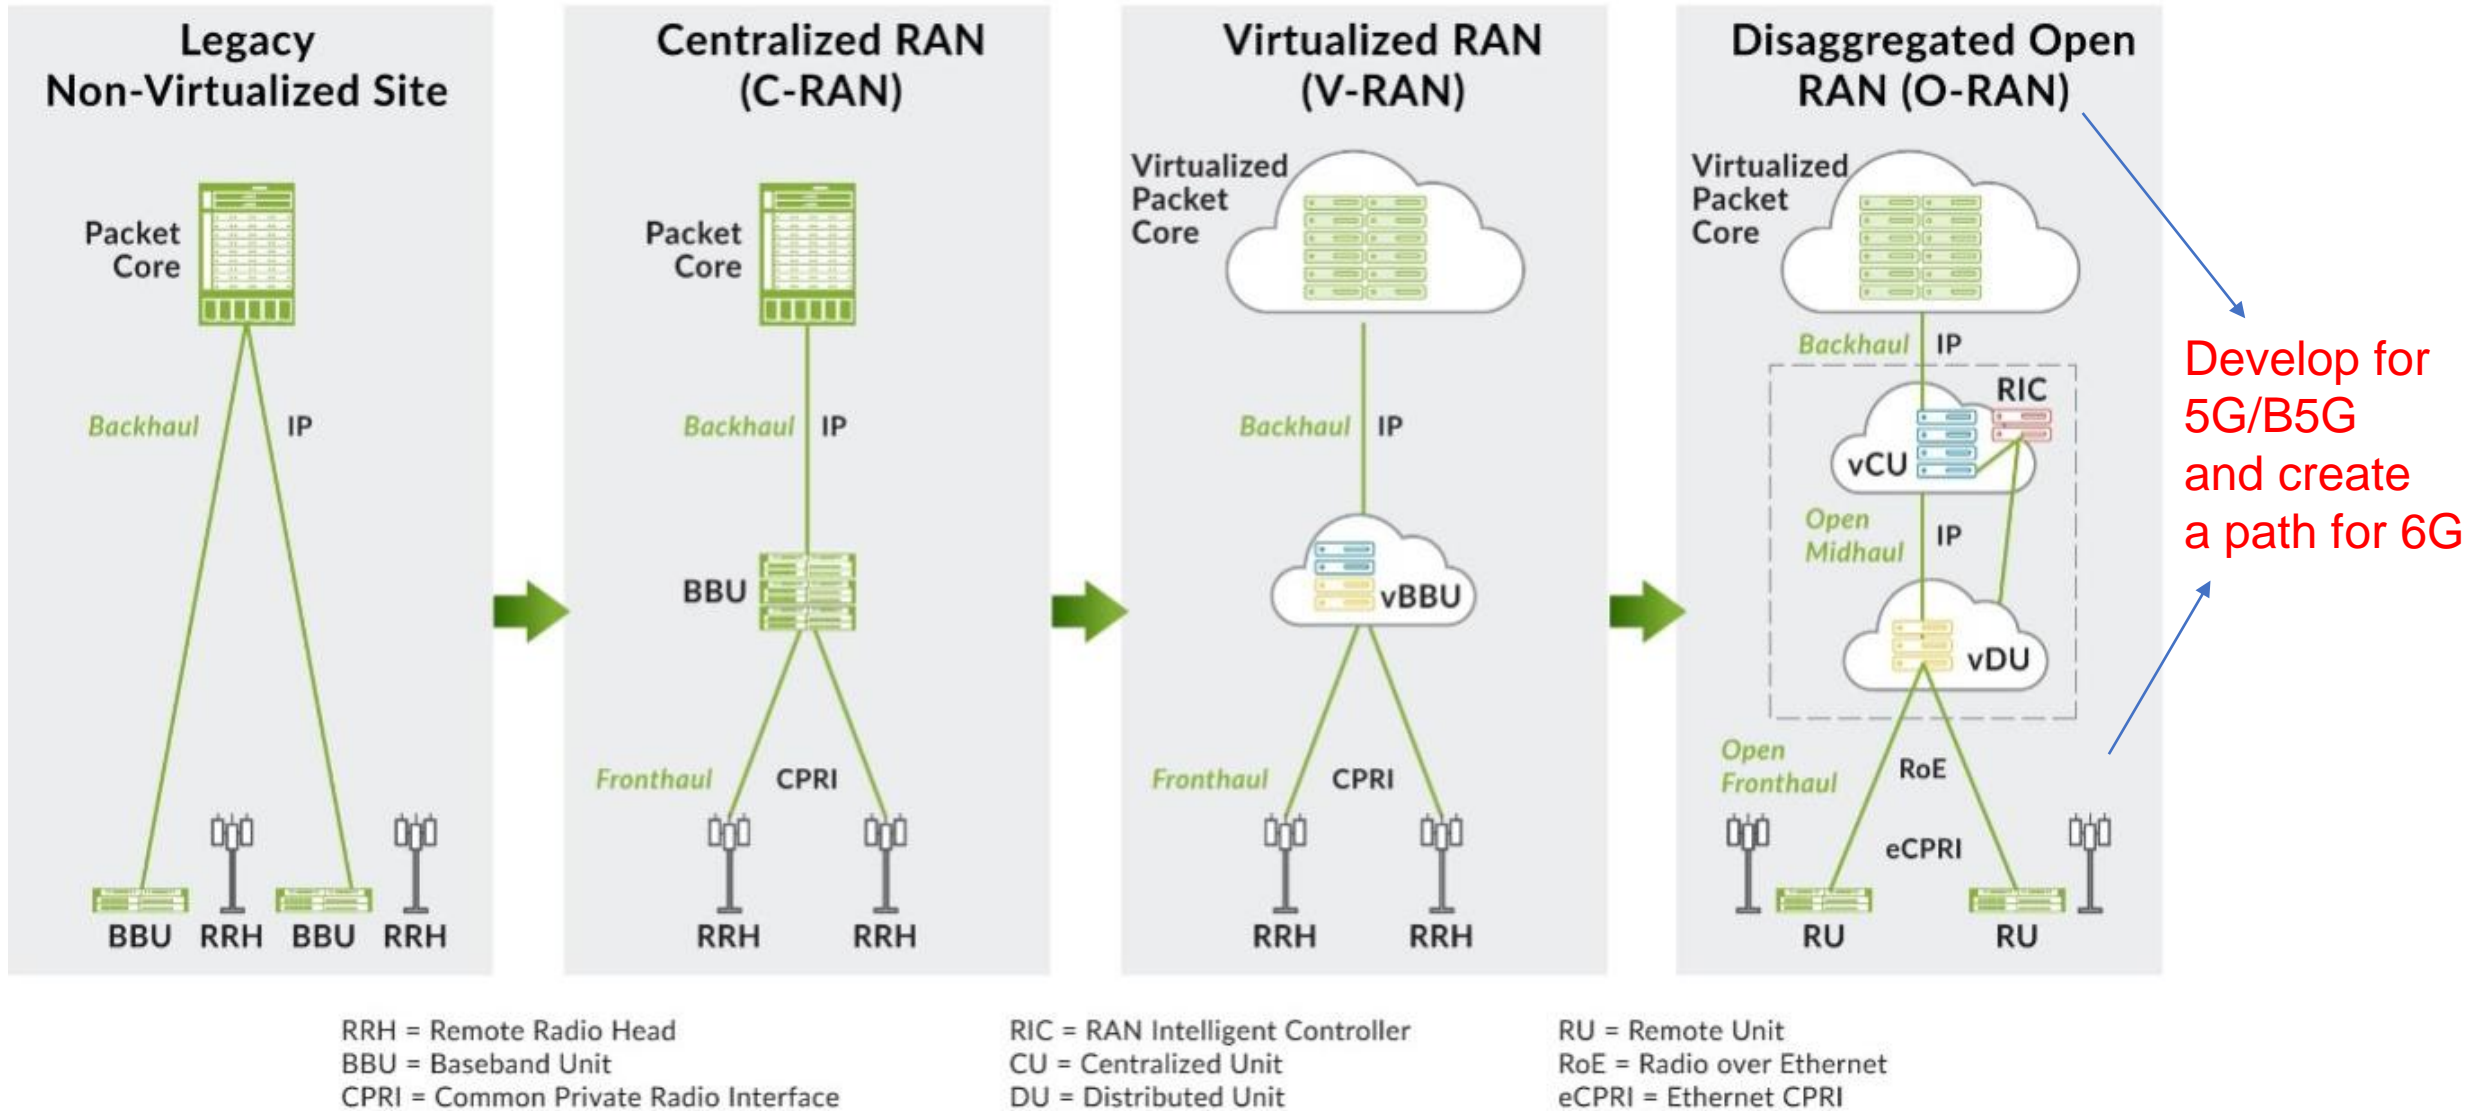 Legacy
Non-Virtualized Site
Packet
Core
Backhaul
IP
BBU
RRH
BBU
RRH
Centralized RAN
(C-RAN)
Packet
Core
Backhaul
IP
BBU
Fronthaul
CPRI
RRH
RRH
Virtualized RAN
(V-RAN)
Virtualized
Packet
Core
Backhaul
IP
vBBU
Fronthaul
CPRI
RRH
RRH
Disaggregated Open
RAN (O-RAN)
Virtualized
Packet
Core
Backhaul
IP
RIC
vCU
Open
Midhaul
IP
vDU
Open
Fronthaul
RoE
eCPRI
RU
RU
Develop for
5G/B5G
and create
a path for 6G
RRH = Remote Radio Head
BBU = Baseband Unit
CPRI = Common Private Radio Interface
RIC = RAN Intelligent Controller
CU = Centralized Unit
DU = Distributed Unit
RU = Remote Unit
RoE = Radio over Ethernet
eCPRI = Ethernet CPRI